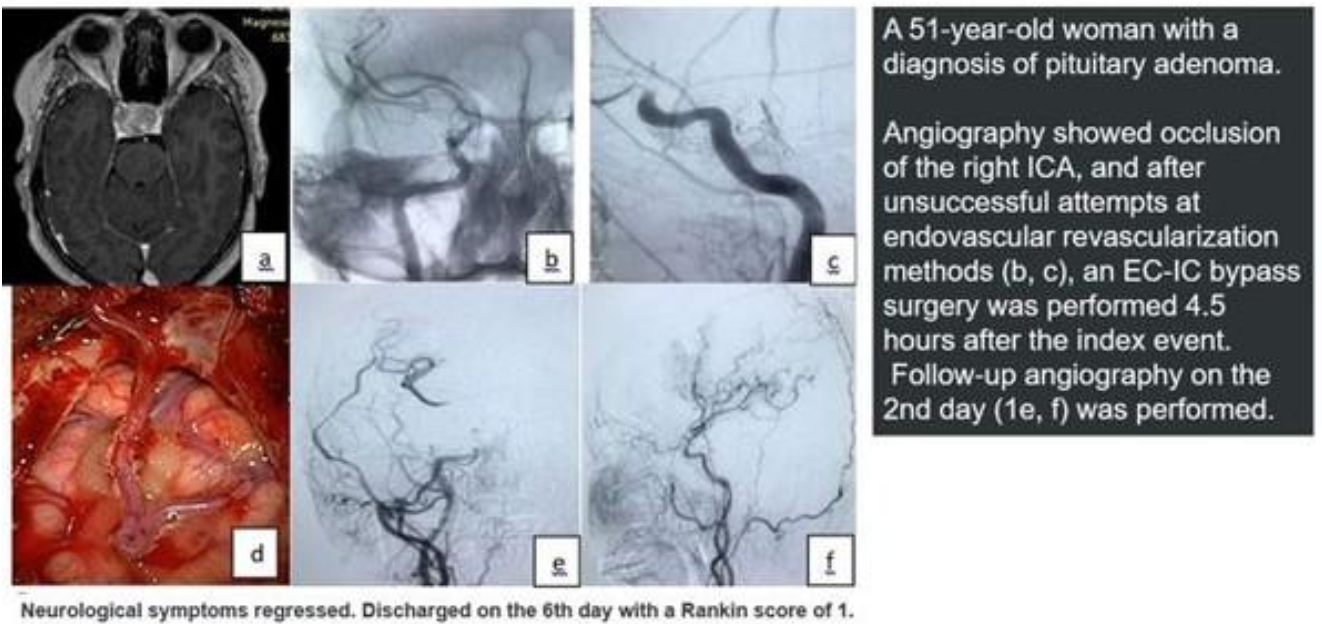 Magnet
683
A 51-year-old woman with a
diagnosis of pituitary adenoma.
Angiography showed occlusion
of the right ICA, and after
unsuccessful attempts at
endovascular revascularization
methods (b, c), an EC-IC bypass
surgery was performed 4.5
hours after the index event.
Follow-up angiography on the
2nd day (1e, f) was performed.
a
b
c
d
e
f
Neurological symptoms regressed. Discharged on the 6th day with a Rankin score of 1.